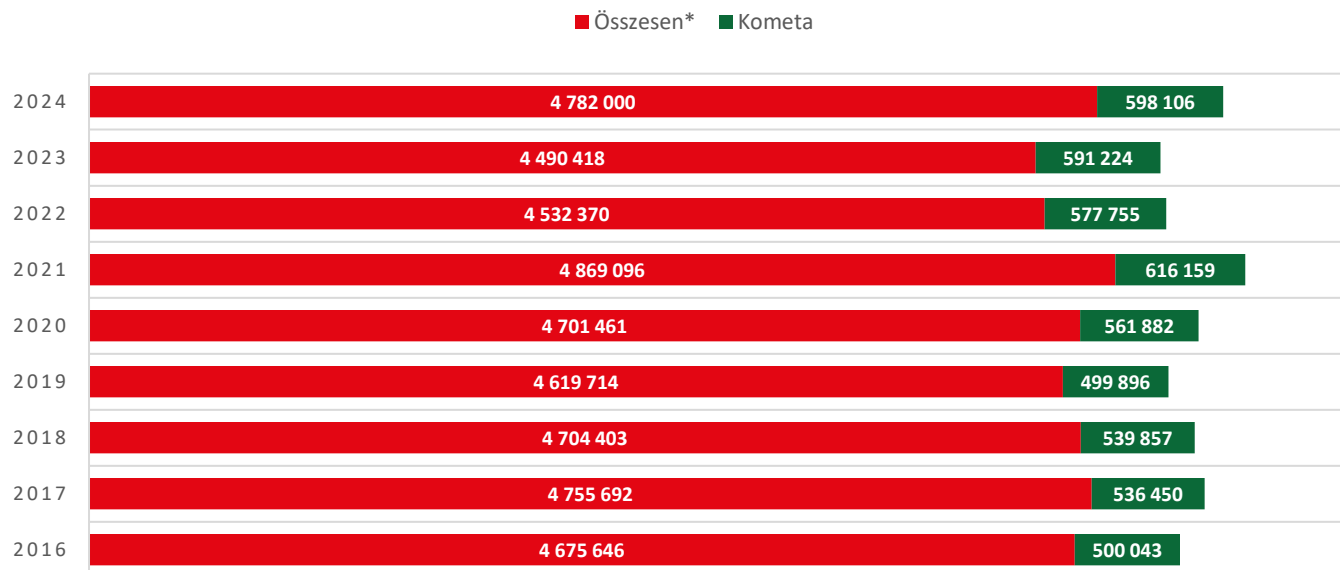 Összesen* Kometa
2024 4 782 000 598 106
2023 4 490 418 591 224
2022 4 532 370 577 755
2021 4 869 096 616 159
2020 4 701 461 561 882
2019 4 619 714 499 896
2018 4 704 403 539 857
2017 4 755 692 536 450
2016 4 675 646 500 043